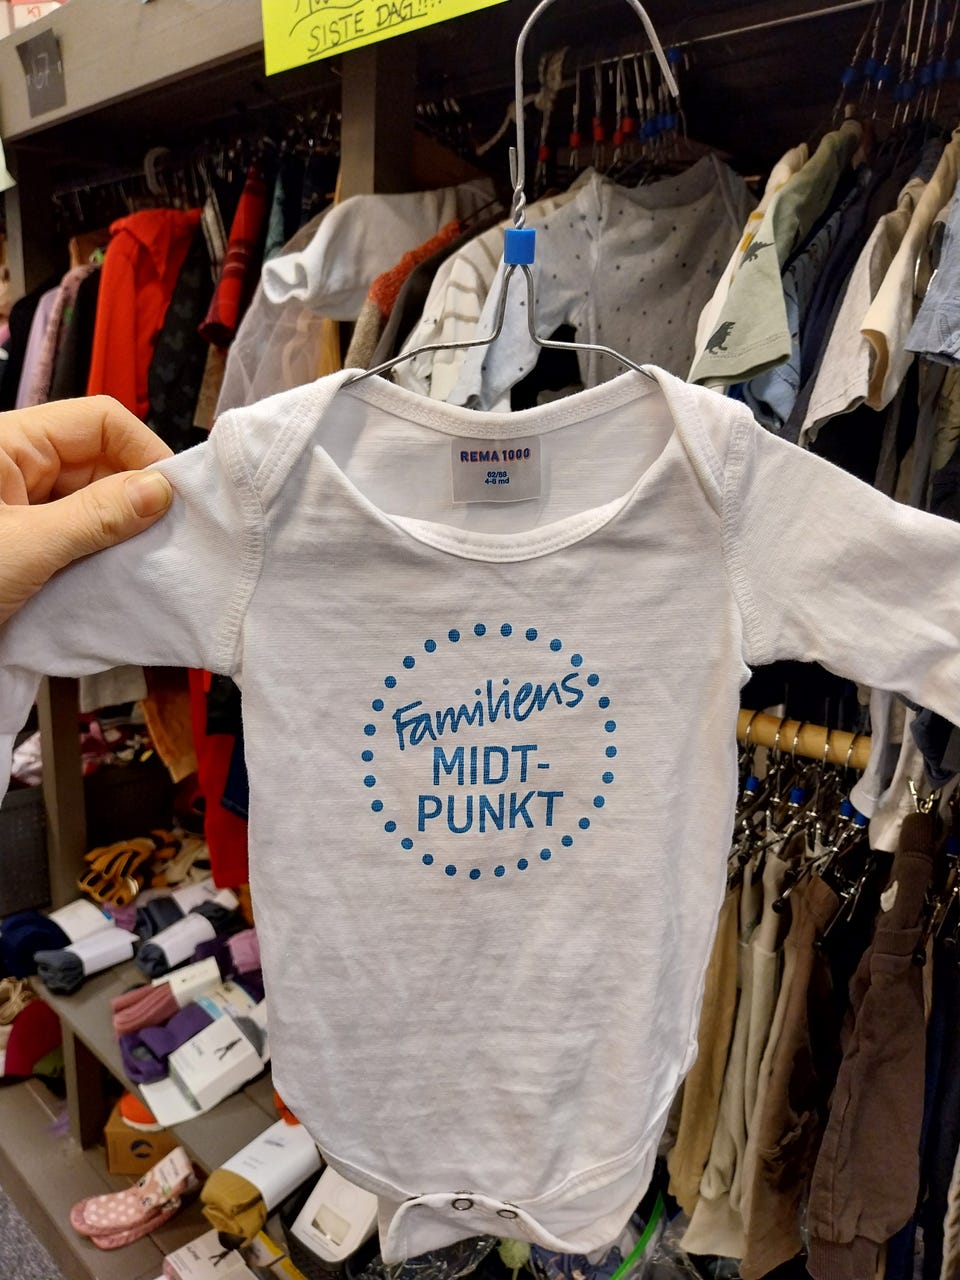 SISTE DAG!!!!
REMA 1000
62/68
4-6 md
Familiens
MIDT-
PUNKT